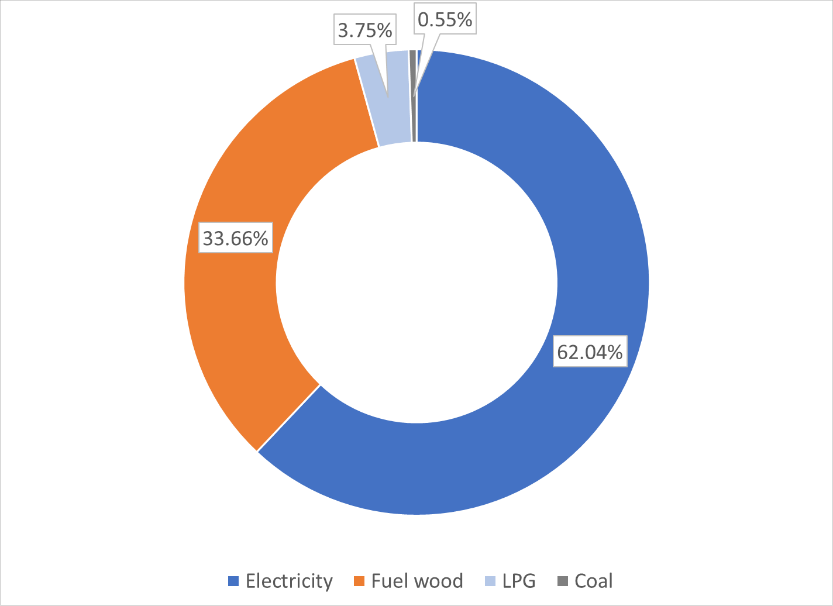 3.75%
0.55%
33.66%
62.04%
Electricity
Fuel wood
LPG
Coal